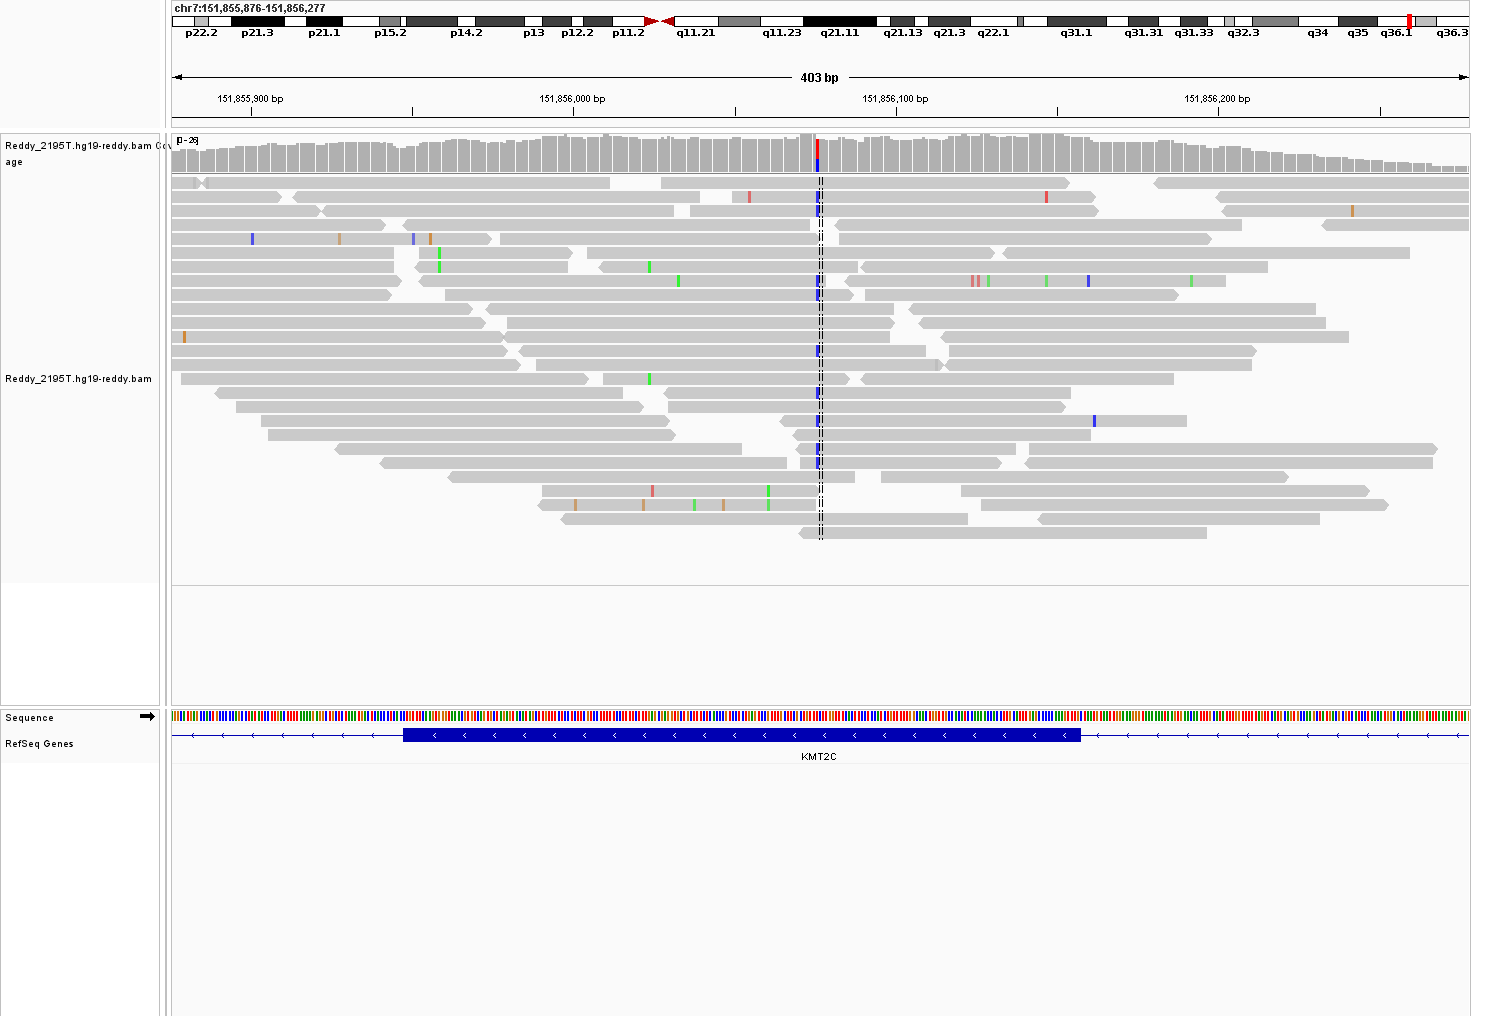 chr7:151,855,876-151,856,277
p22.2 p21.3 p21.1 p15.2 p14.2 p13 p12.2 p11.2 q11.21 q11.23 q21.11 q21.13 q21.3 q22.1 q31.1 q31.31 q31.33 q32.3 q34 q35 q36.1 q36.3
403 bp
151,855,900 bp 151,856,000 bp 151,856,100 bp 151,856,200 bp
Reddy_2195T.hg19-reddy.bam Cov
age
[0-26]
Reddy_2195T.hg19-reddy.bam
Sequence
RefSeq Genes
KMT2C